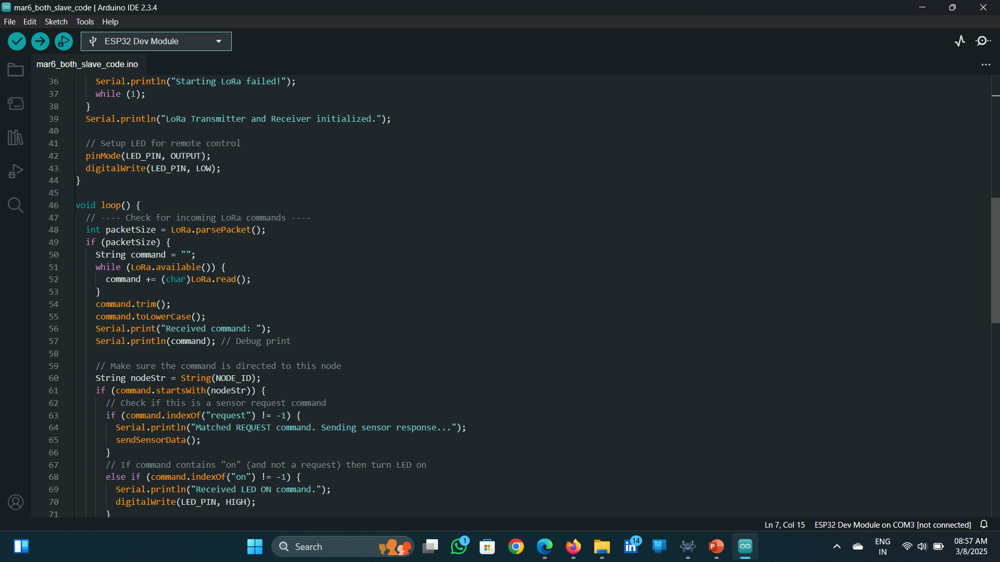 mar6_both_slave_code | Arduino IDE 2.3.4
File Edit Sketch Tools Help
ESP32 Dev Module
mar6_both_slave_code.ino
36 Serial.println("Starting LoRa failed!");
37 while (1);
38 }
39 Serial.println("LoRa Transmitter and Receiver initialized.");
40
41 // Setup LED for remote control
42 pinMode(LED_PIN, OUTPUT);
43 digitalWrite(LED_PIN, LOW);
44 }
45
46 void loop() {
47 // ---- Check for incoming LoRa commands ----
48 int packetSize = LoRa.parsePacket();
49 if (packetSize) {
50 String command = "";
51 while (LoRa.available()) {
52 command += (char)LoRa.read();
53 }
54 command.trim();
55 command.toLowerCase();
56 Serial.print("Received command: ");
57 Serial.println(command); // Debug print
58
59 // Make sure the command is directed to this node
60 String nodeStr = String(NODE_ID);
61 if (command.startsWith(nodeStr)) {
62 // Check if this is a sensor request command
63 if (command.indexOf("request") != -1) {
64 Serial.println("Matched REQUEST command. Sending sensor response...");
65 sendSensorData();
66 }
67 // If command contains "on" (and not a request) then turn LED on
68 else if (command.indexOf("on") != -1) {
69 Serial.println("Received LED ON command.");
70 digitalWrite(LED_PIN, HIGH);
71 }
Ln 7, Col 15 ESP32 Dev Module on COM3 [not connected]
Search
1
14
ENG
IN
08:57 AM
3/8/2025